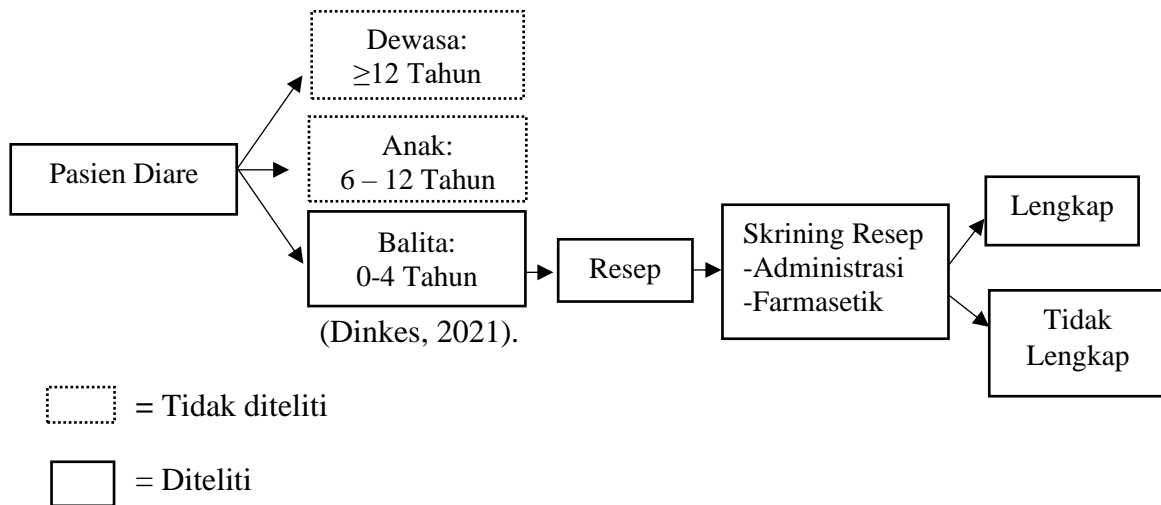 Dewasa:
≥12 Tahun
Pasien Diare
Anak:
6 – 12 Tahun
Balita:
0-4 Tahun
(Dinkes, 2021).
Resep
Skrining Resep
-Administrasi
-Farmasetik
Lengkap
Tidak
Lengkap
= Tidak diteliti
= Diteliti